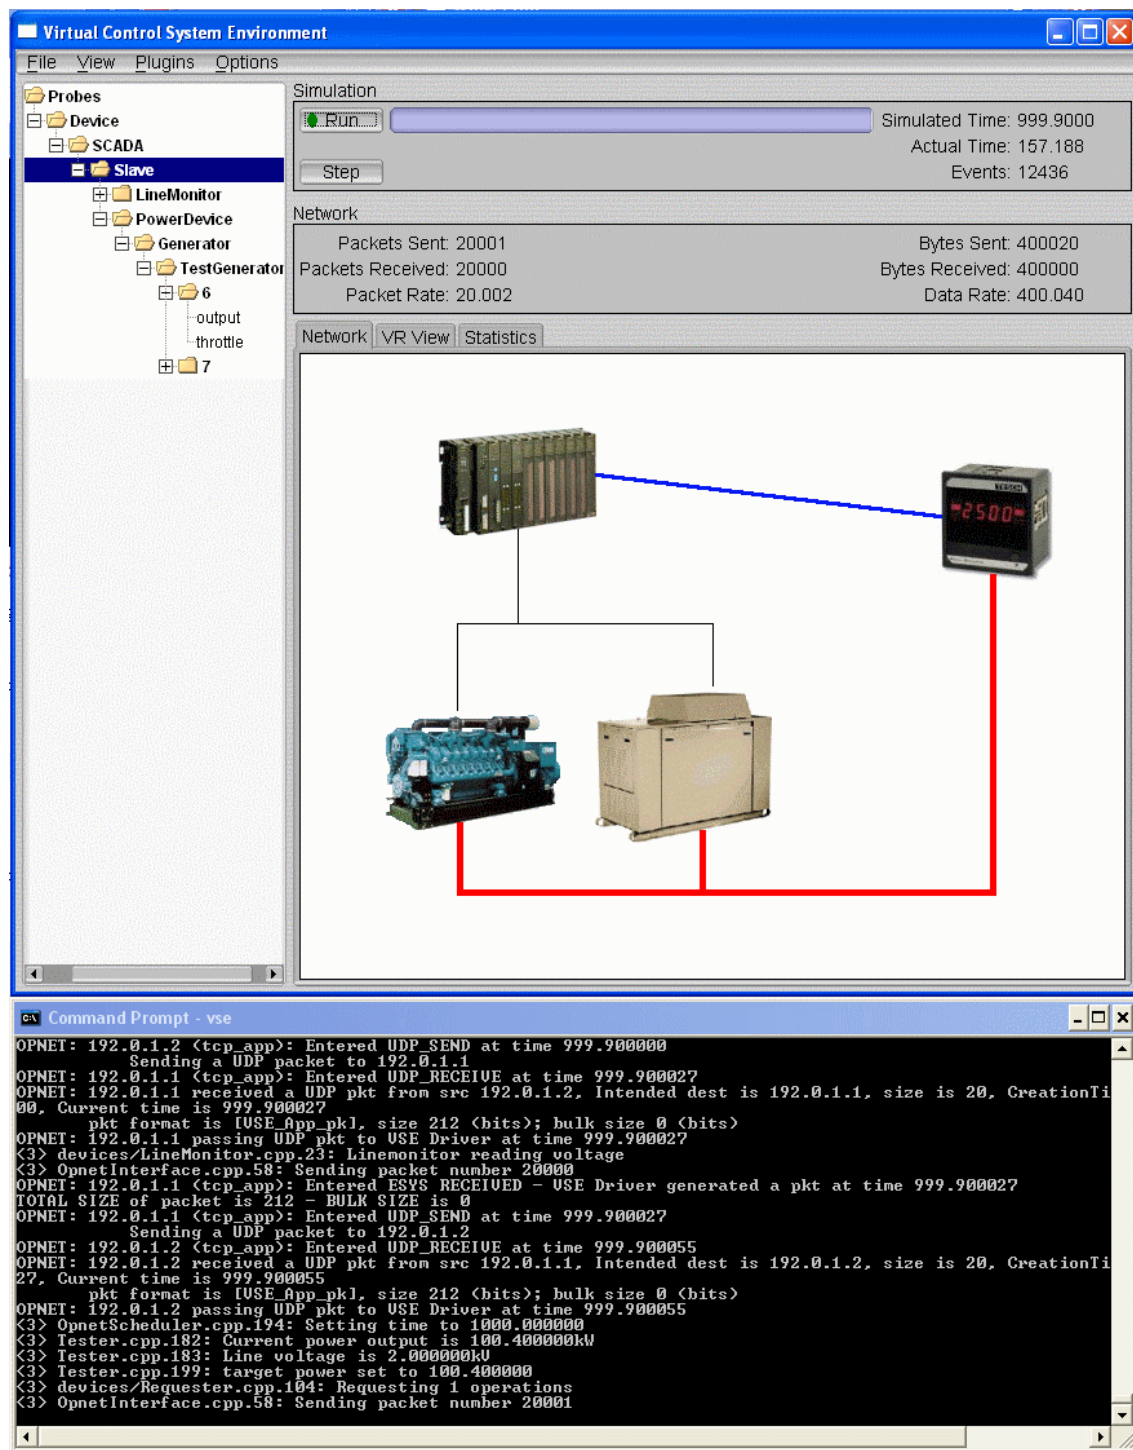 Virtual Control System Environment
File View Plugins Options
Probes
Device
SCADA
Slave
LineMonitor
PowerDevice
Generator
TestGenerator
6
output
throttle
7
Simulation
Run
Simulated Time: 999.9000
Actual Time: 157.188
Step
Events: 12436
Network
Packets Sent: 20001
Bytes Sent: 400020
Packets Received: 20000
Bytes Received: 400000
Packet Rate: 20.002
Data Rate: 400.040
Network VR View Statistics
TESCH
2500
Command Prompt - vse
OPNET: 192.0.1.2 (tcp_app): Entered UDP_SEND at time 999.900000
Sending a UDP packet to 192.0.1.1
OPNET: 192.0.1.1 (tcp_app): Entered UDP_RECEIVE at time 999.900027
OPNET: 192.0.1.1 received a UDP pkt from src 192.0.1.2, Intended dest is 192.0.1.1, size is 20, CreationTi
00, Current time is 999.900027
pkt format is [VSE_App_pk], size 212 (bits); bulk size 0 (bits)
OPNET: 192.0.1.1 passing UDP pkt to VSE Driver at time 999.900027
<3> devices/LineMonitor.cpp.23: Linemonitor reading voltage
<3> OpnetInterface.cpp.58: Sending packet number 20000
OPNET: 192.0.1.1 (tcp_app): Entered ESYS RECEIVED - VSE Driver generated a pkt at time 999.900027
TOTAL SIZE of packet is 212 - BULK SIZE is 0
OPNET: 192.0.1.1 (tcp_app): Entered UDP_SEND at time 999.900027
Sending a UDP packet to 192.0.1.2
OPNET: 192.0.1.2 (tcp_app): Entered UDP_RECEIVE at time 999.900055
OPNET: 192.0.1.2 received a UDP pkt from src 192.0.1.1, Intended dest is 192.0.1.2, size is 20, CreationTi
27, Current time is 999.900055
pkt format is [VSE_App_pk], size 212 (bits); bulk size 0 (bits)
OPNET: 192.0.1.2 passing UDP pkt to VSE Driver at time 999.900055
<3> OpnetScheduler.cpp.194: Setting time to 1000.000000
<3> Tester.cpp.182: Current power output is 100.400000kW
<3> Tester.cpp.183: Line voltage is 2.000000kV
<3> Tester.cpp.199: target power set to 100.400000
<3> devices/Requester.cpp.104: Requesting 1 operations
<3> OpnetInterface.cpp.58: Sending packet number 20001